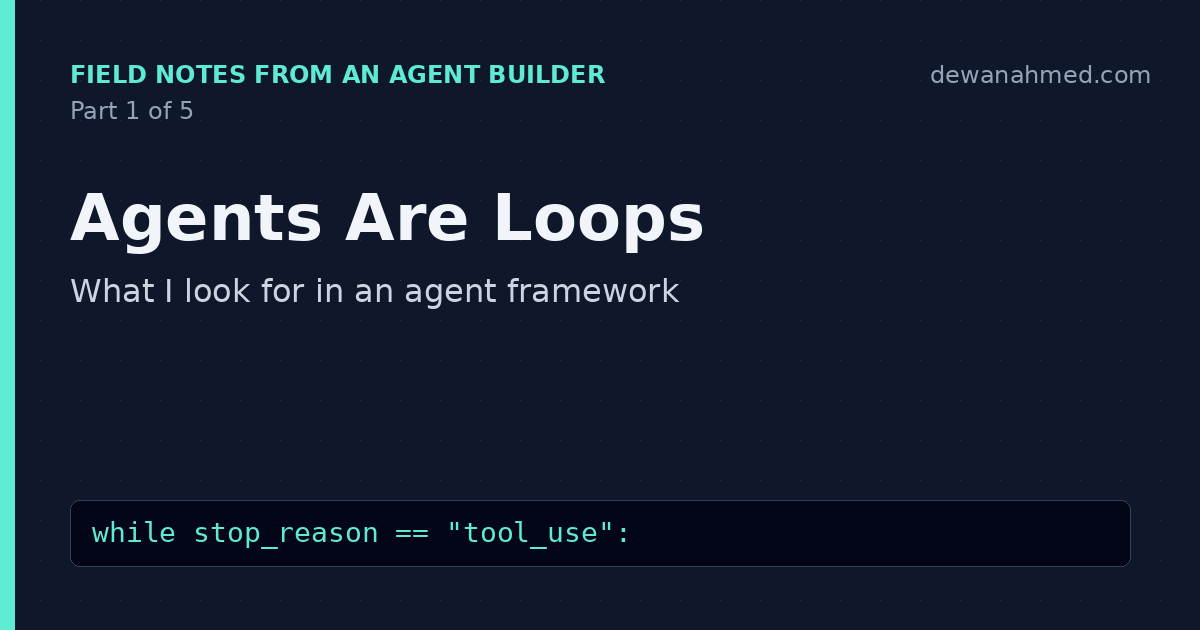 FIELD NOTES FROM AN AGENT BUILDER
dewanahmed.com
Part 1 of 5
Agents Are Loops
What I look for in an agent framework
while stop_reason == "tool_use":